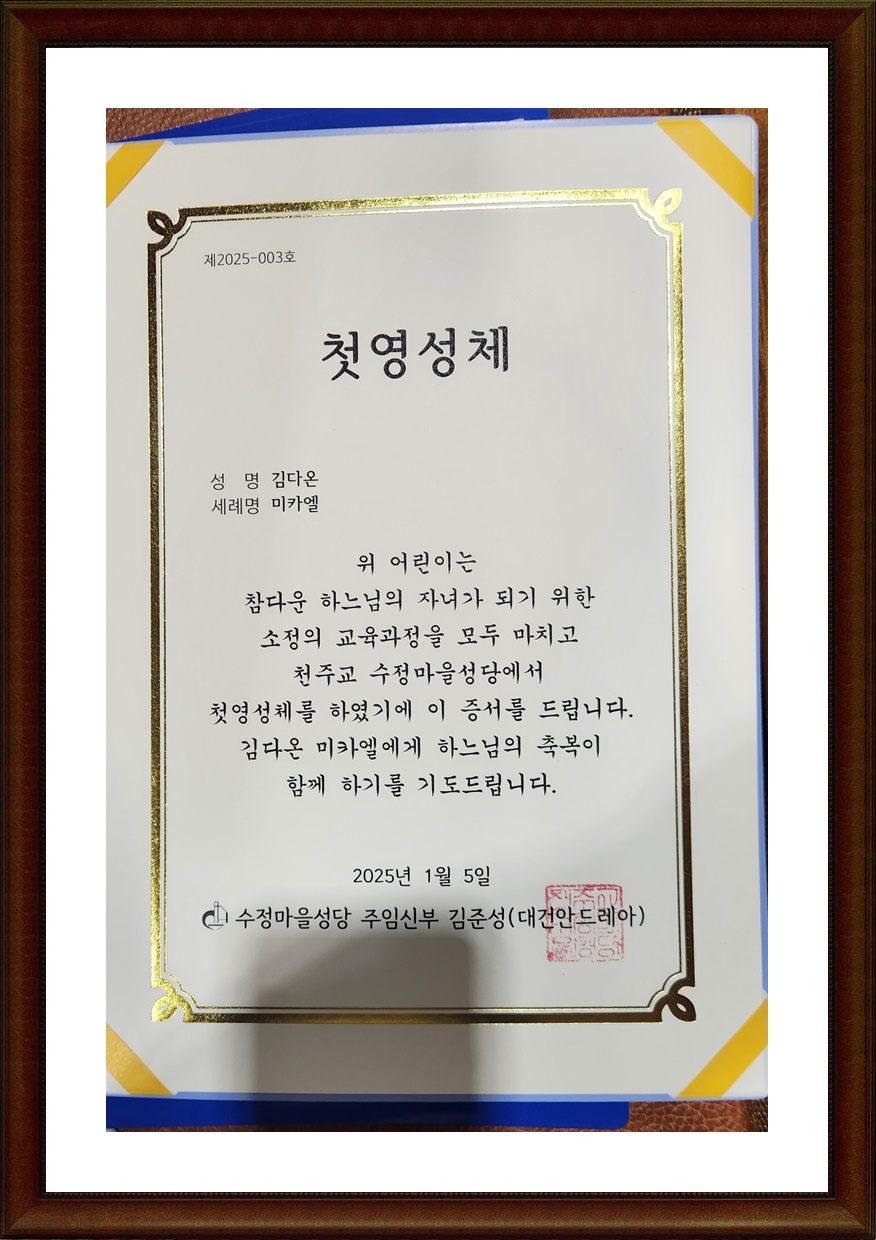 제2025-003호
첫영성체
성 명 김다온
세례명 미카엘
위 어린이는
참다운 하느님의 자녀가 되기 위한
소정의 교육과정을 모두 마치고
천주교 수정마을성당에서
첫영성체를 하였기에 이 증서를 드립니다.
김다온 미카엘에게 하느님의 축복이
함께 하기를 기도드립니다.
2025년 1월 5일
수정마을성당 주임신부 김준성(대건안드레아)